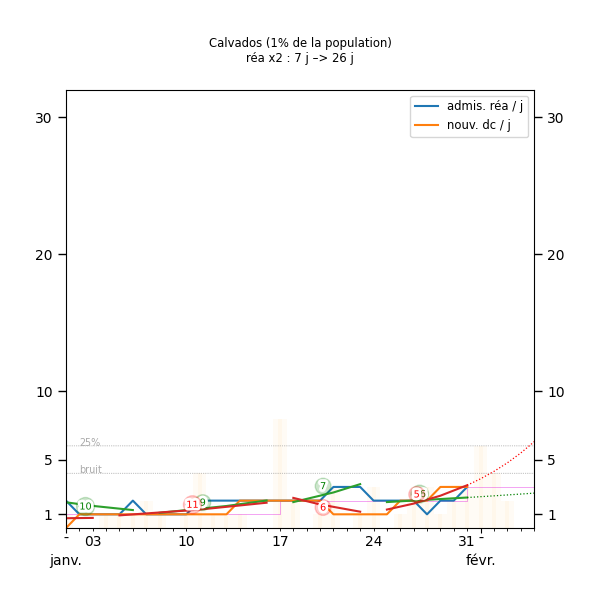 Calvados (1% de la population)
réa x2 : 7 j –> 26 j
admis. réa / j
nouv. dc / j
30 30
20 20
10 10
25%
5 5
bruit
7
10 11 9 5 6
6
1 1
- 03 10 17 24 31 -
janv. févr.